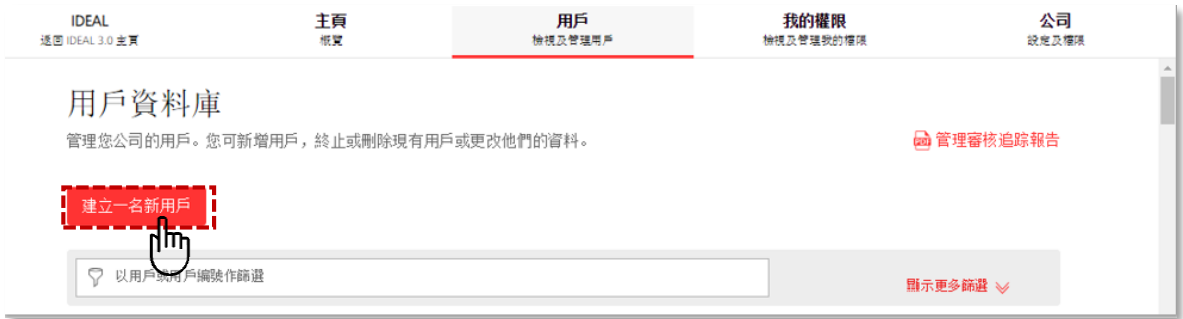 IDEAL
返回 IDEAL 3.0 主頁
主頁
概覽
用戶
檢視及管理用戶
我的權限
檢視及管理我的權限
公司
設定及權限
用戶資料庫
管理您公司的用戶。您可新增用戶，終止或刪除現有用戶或更改他們的資料。
PDF 管理審核追踪報告
建立一名新用戶
以用戶或用戶編號作篩選
顯示更多篩選